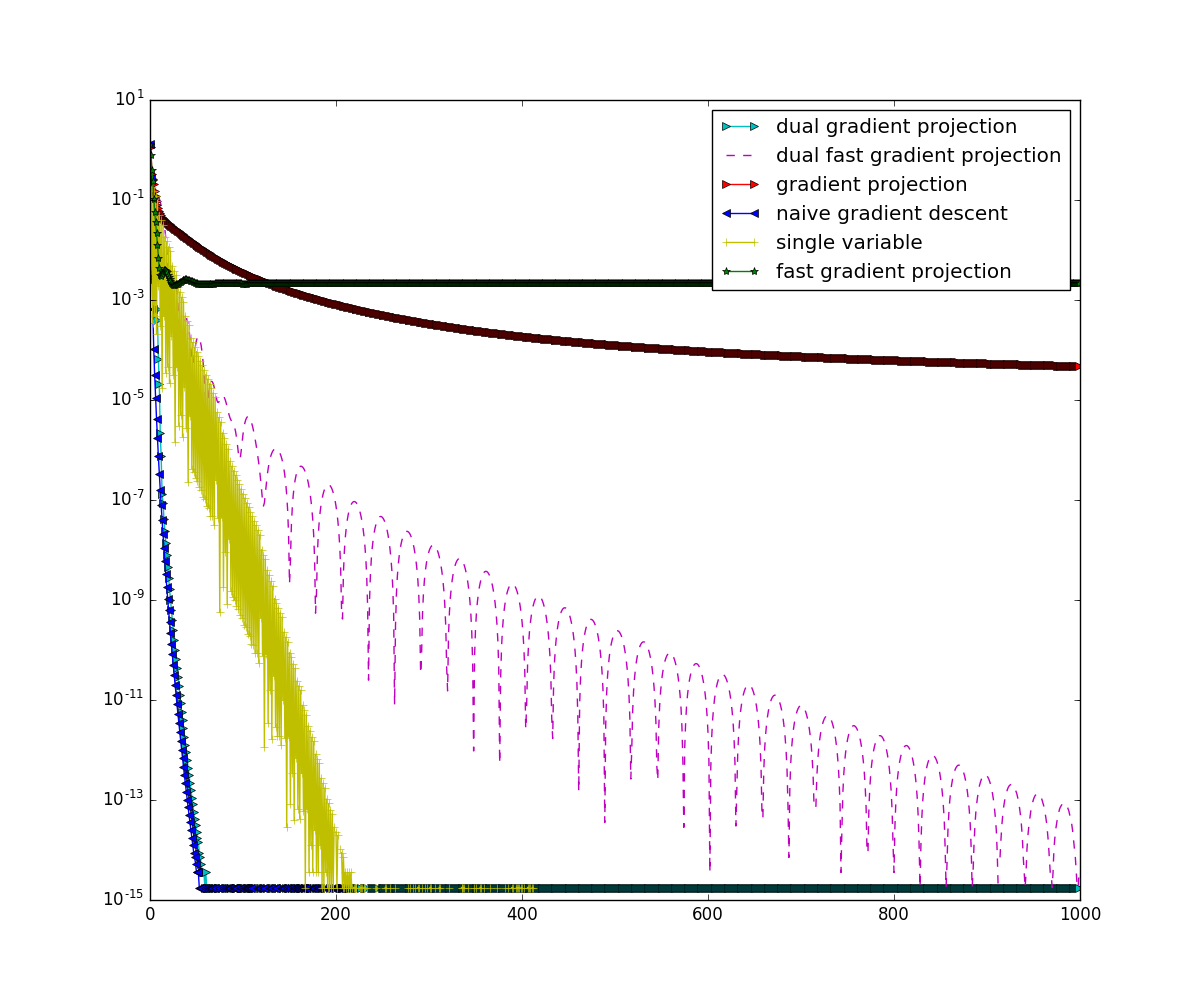 10^1
10^-1
10^-3
10^-5
10^-7
10^-9
10^-11
10^-13
10^-15
0 200 400 600 800 1000
dual gradient projection
dual fast gradient projection
gradient projection
naive gradient descent
single variable
fast gradient projection